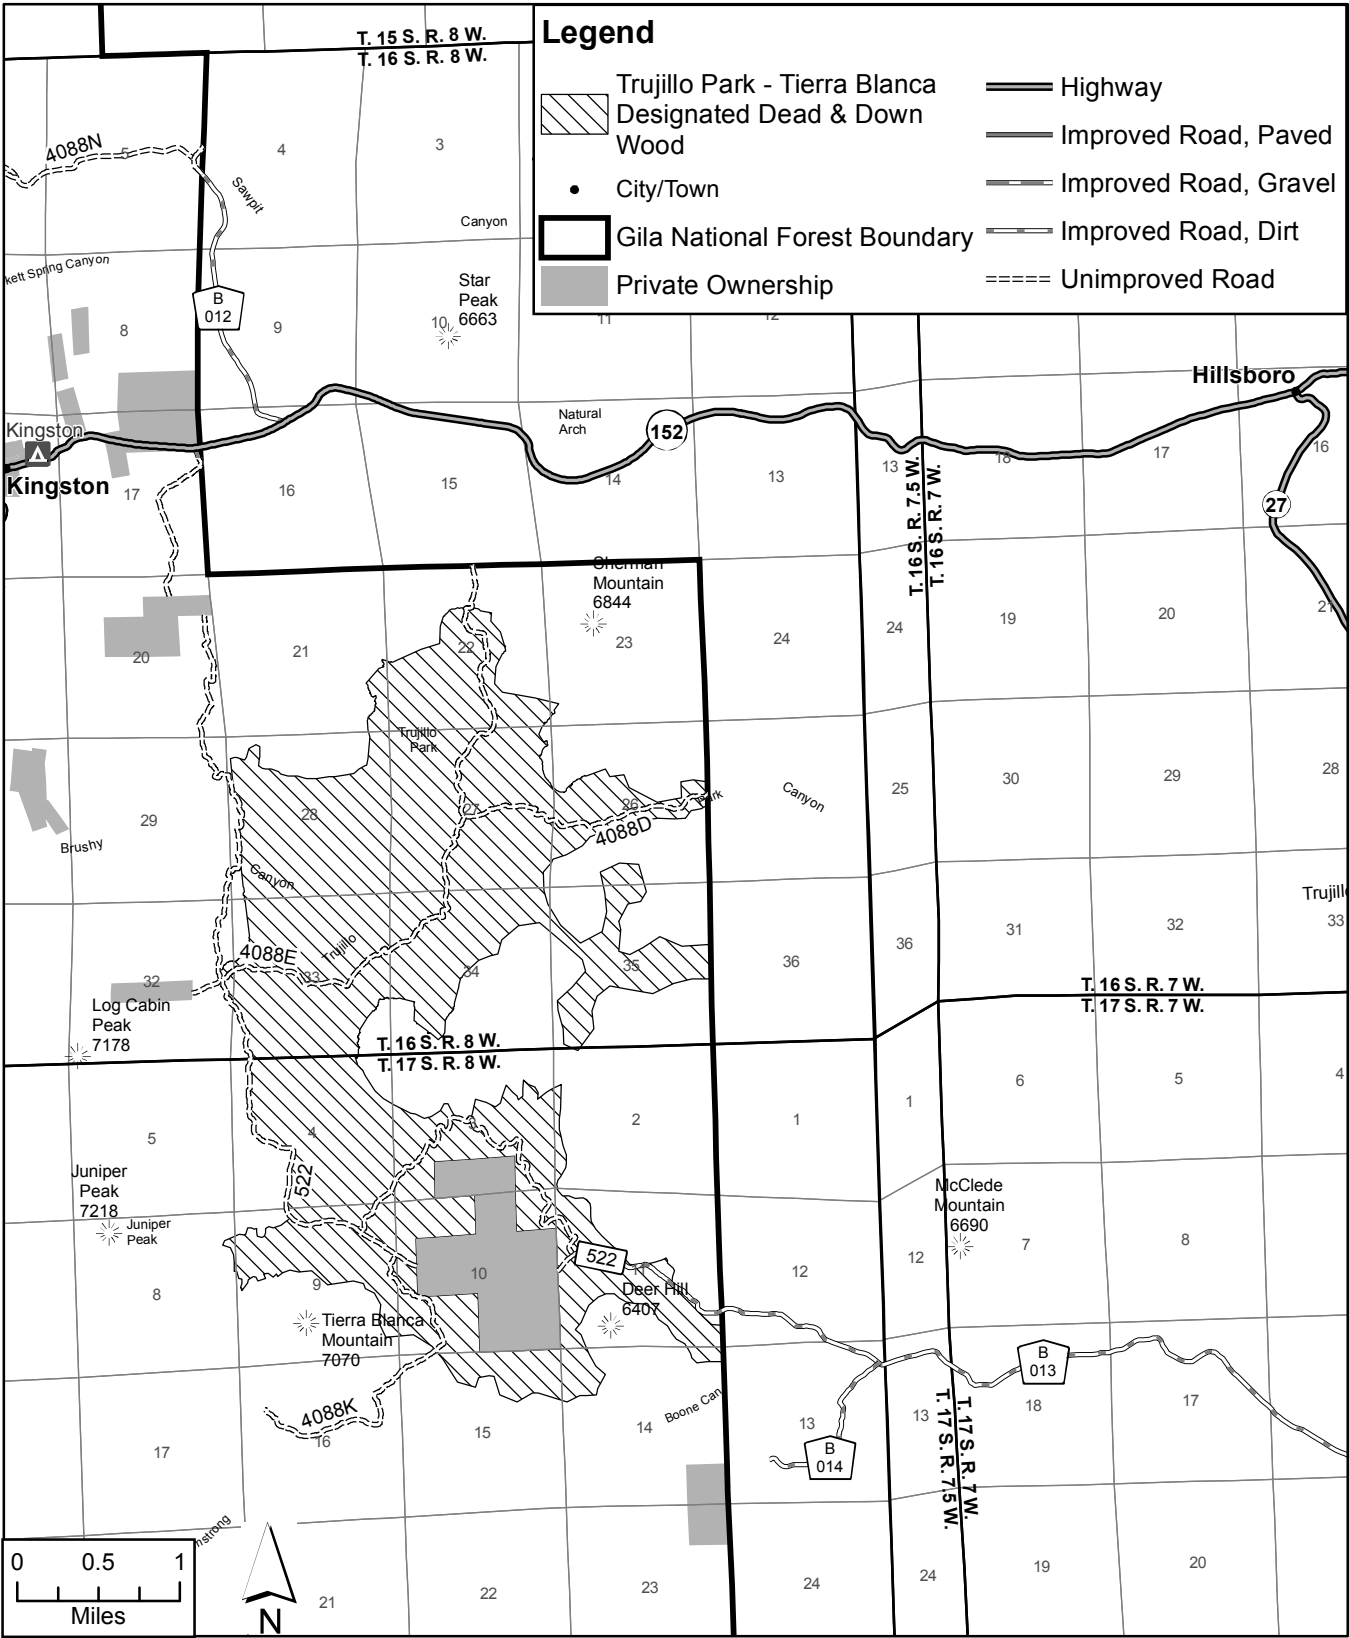 T. 15 S. R. 8 W.
T. 16 S. R. 8 W.
Legend
Trujillo Park - Tierra Blanca
Designated Dead & Down
Wood
City/Town
Gila National Forest Boundary
Private Ownership
Highway
Improved Road, Paved
Improved Road, Gravel
Improved Road, Dirt
Unimproved Road
4088N
5
4
3
Sawpit
Canyon
kett Spring Canyon
B
012
Star
Peak
6663
8
9
10
11
12
Hillsboro
Kingston
Kingston
Natural
Arch
152
27
17
16
15
14
13
13
18
17
16
T. 16 S. R. 7.5 W.
T. 16 S. R. 7 W.
Sherman
Mountain
6844
20
21
22
23
24
24
19
20
21
Trujillo
Park
29
28
27
26
Park
Canyon
25
30
29
28
4088D
Brushy
Canyon
Trujillo
4088E
32
33
34
35
36
36
31
32
Trujill
33
Log Cabin
Peak
7178
T. 16 S. R. 7 W.
T. 17 S. R. 7 W.
T. 16 S. R. 8 W.
T. 17 S. R. 8 W.
5
4
3
2
1
1
6
5
4
522
Juniper
Peak
7218
Juniper
Peak
McClede
Mountain
6690
8
9
10
522
11
12
12
7
8
Deer Hill
6407
Tierra Blanca
Mountain
7070
B
013
4088K
Boone Can
17
16
15
14
13
13
18
17
B
014
T. 17 S. R. 7.5 W.
T. 17 S. R. 7 W.
nstrong
21
22
23
24
24
19
20
0 0.5 1
Miles
N